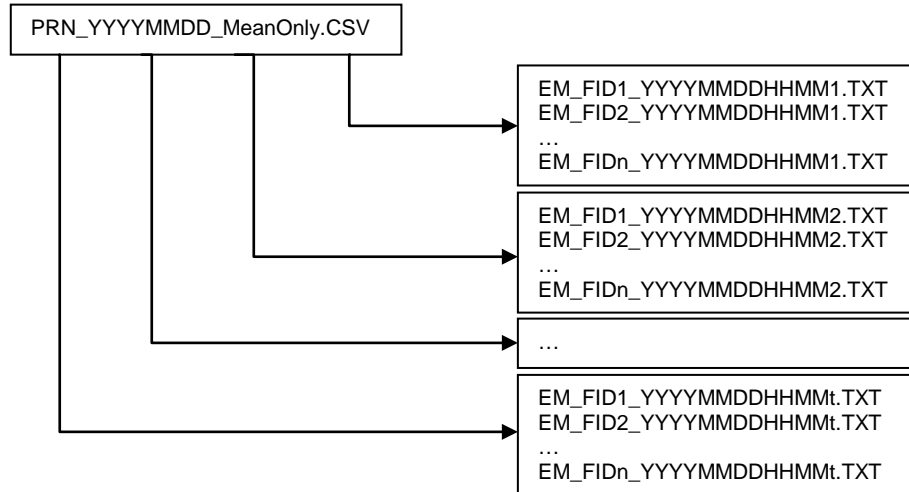 PRN_YYYYMMDD_MeanOnly.CSV
EM_FID1_YYYYMMDDHHMM1.TXT
EM_FID2_YYYYMMDDHHMM1.TXT
…
EM_FIDn_YYYYMMDDHHMM1.TXT
EM_FID1_YYYYMMDDHHMM2.TXT
EM_FID2_YYYYMMDDHHMM2.TXT
…
EM_FIDn_YYYYMMDDHHMM2.TXT
…
EM_FID1_YYYYMMDDHHMMt.TXT
EM_FID2_YYYYMMDDHHMMt.TXT
…
EM_FIDn_YYYYMMDDHHMMt.TXT